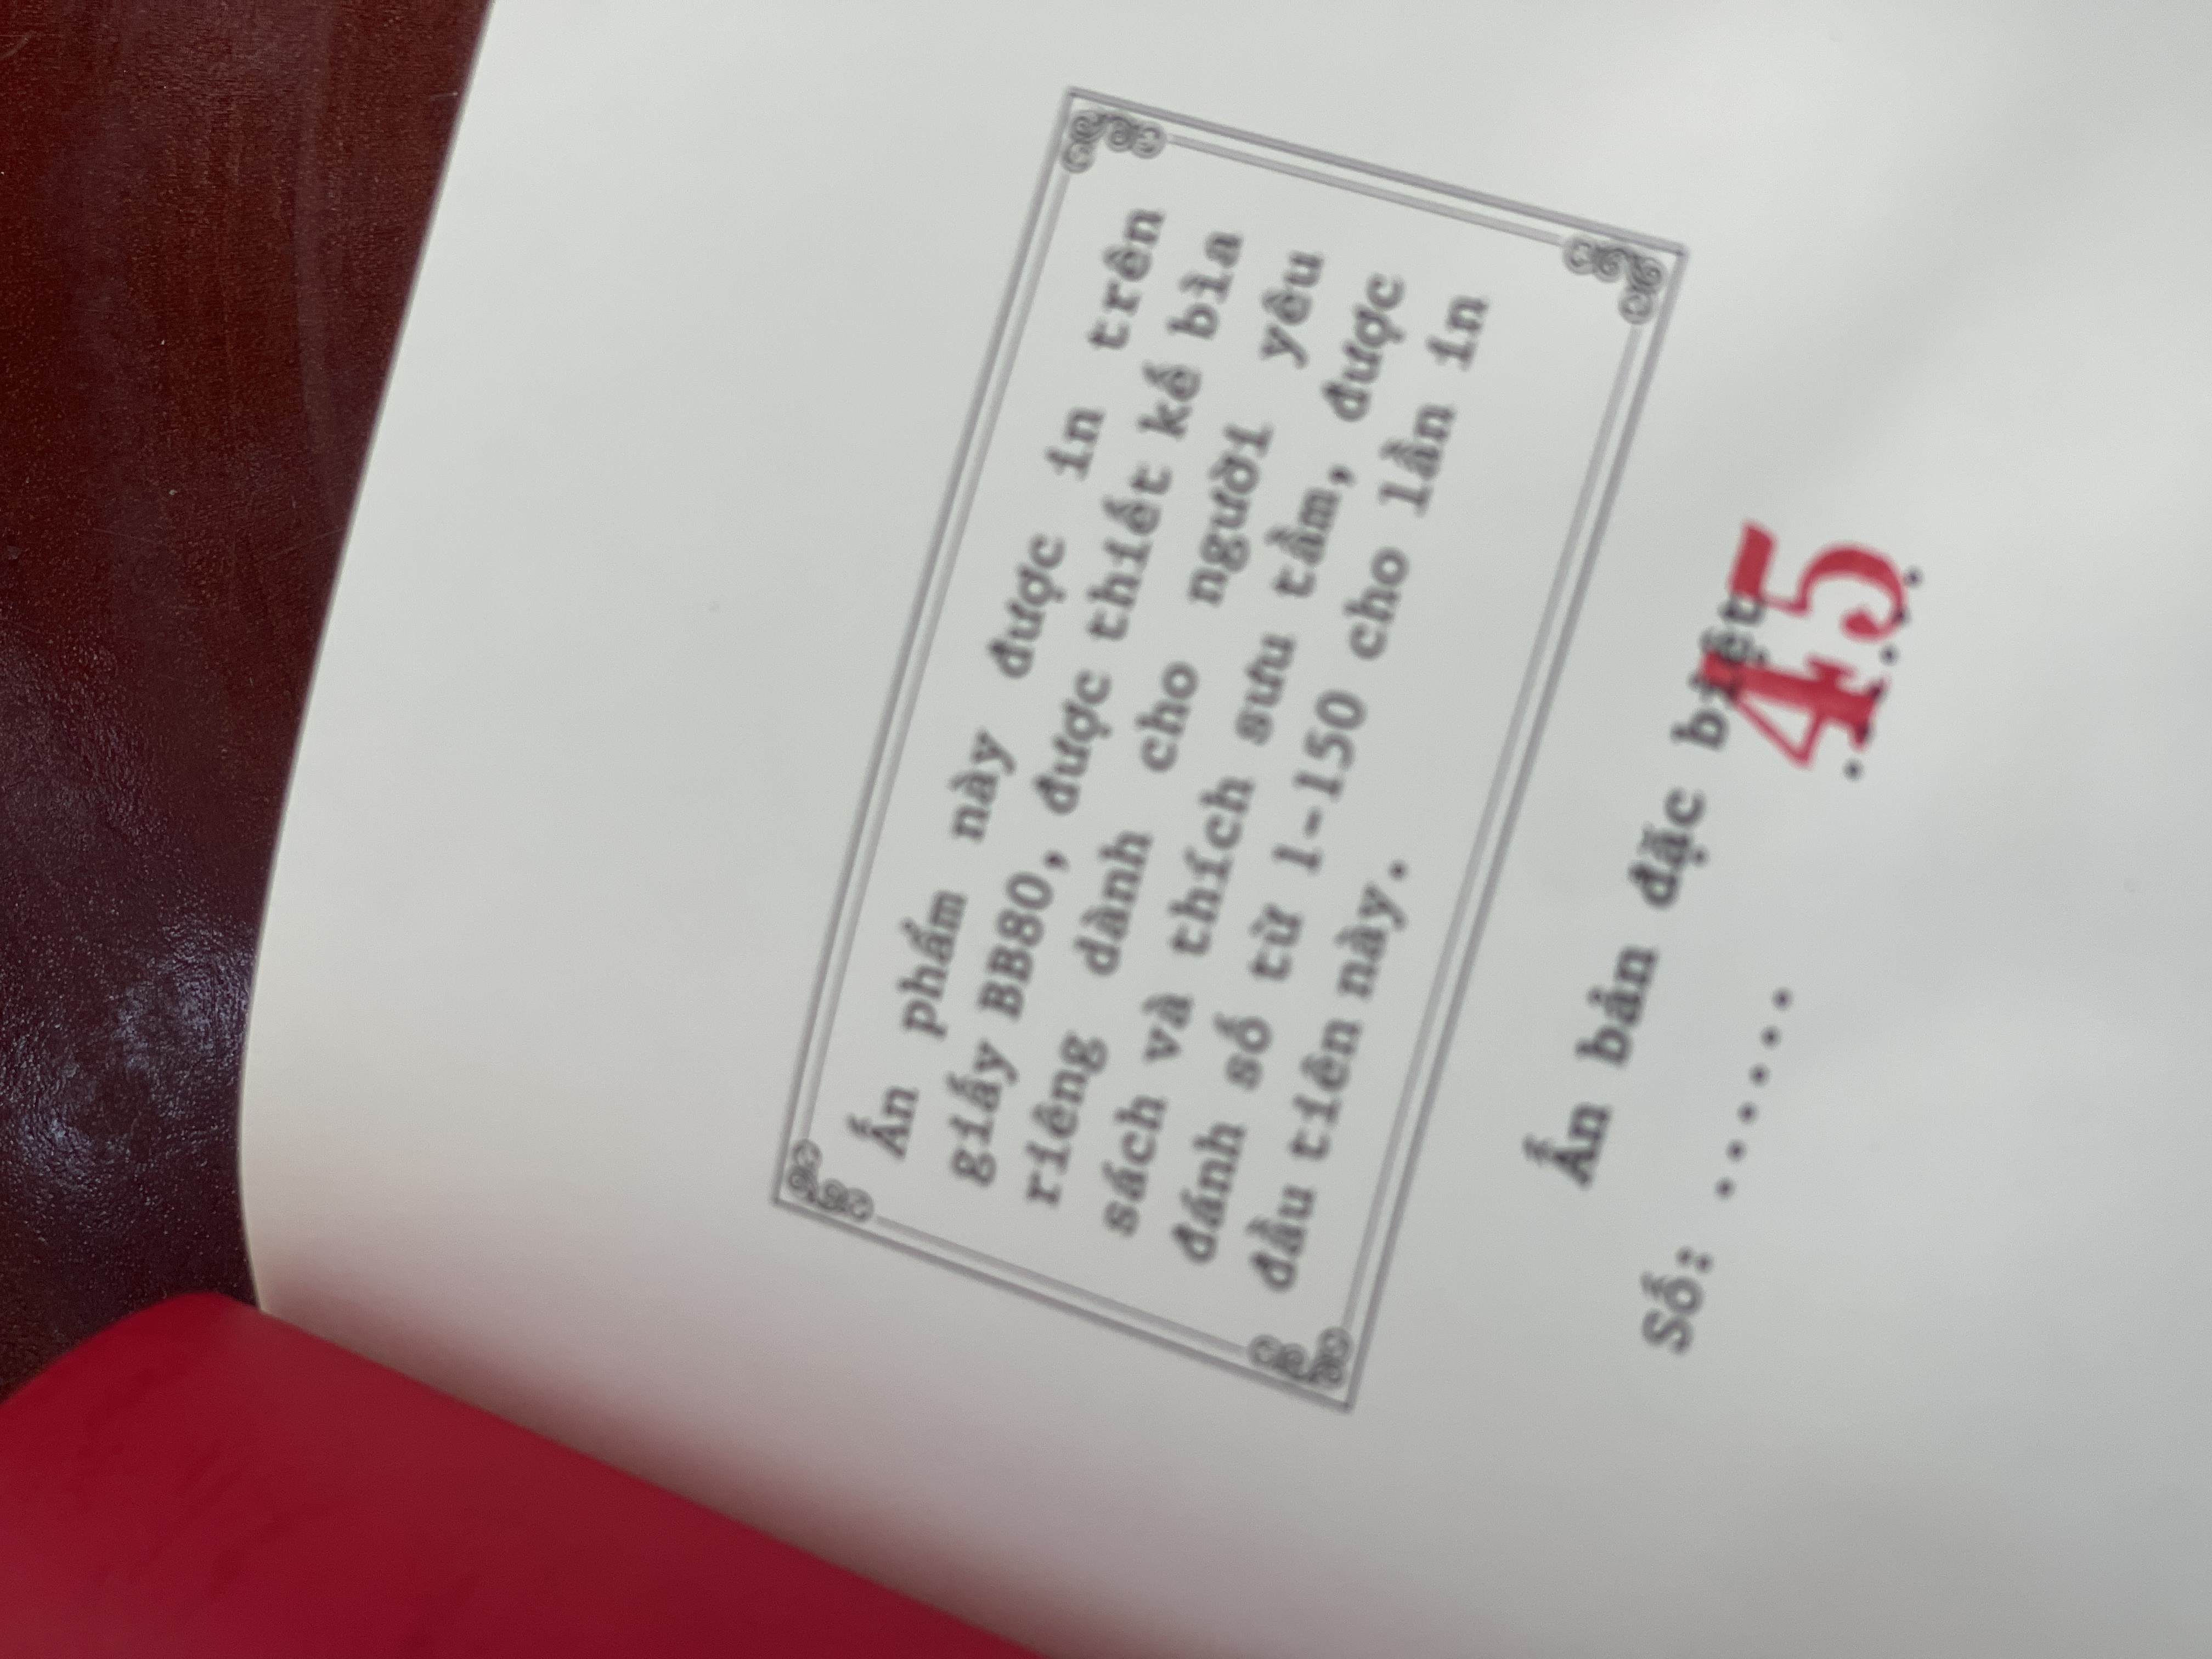 Ấn phẩm này được in trên
giấy BB80, được thiết kế bìa
riêng dành cho người yêu
sách và thích sưu tầm, được
đánh số từ 1-150 cho lần in
đầu tiên này.
Ấn bản đặc biệt
Số: ...... 45 .....